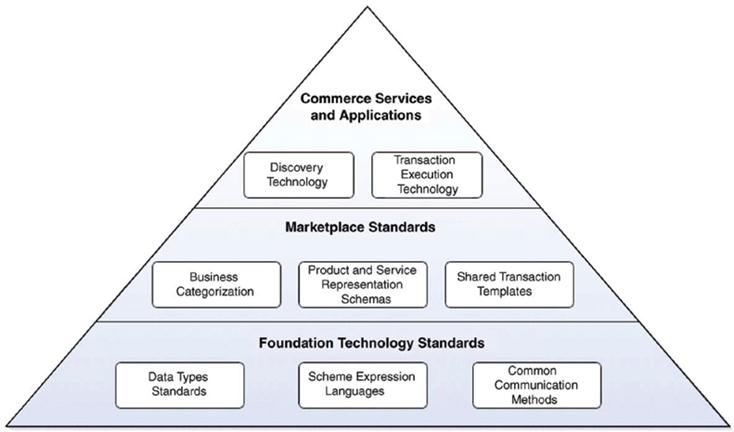 Commerce Services
and Applications
Discovery
Technology
Transaction
Execution
Technology
Marketplace Standards
Business
Categorization
Product and Service
Representation
Schemas
Shared Transaction
Templates
Foundation Technology Standards
Data Types
Standards
Scheme Expression
Languages
Common
Communication
Methods